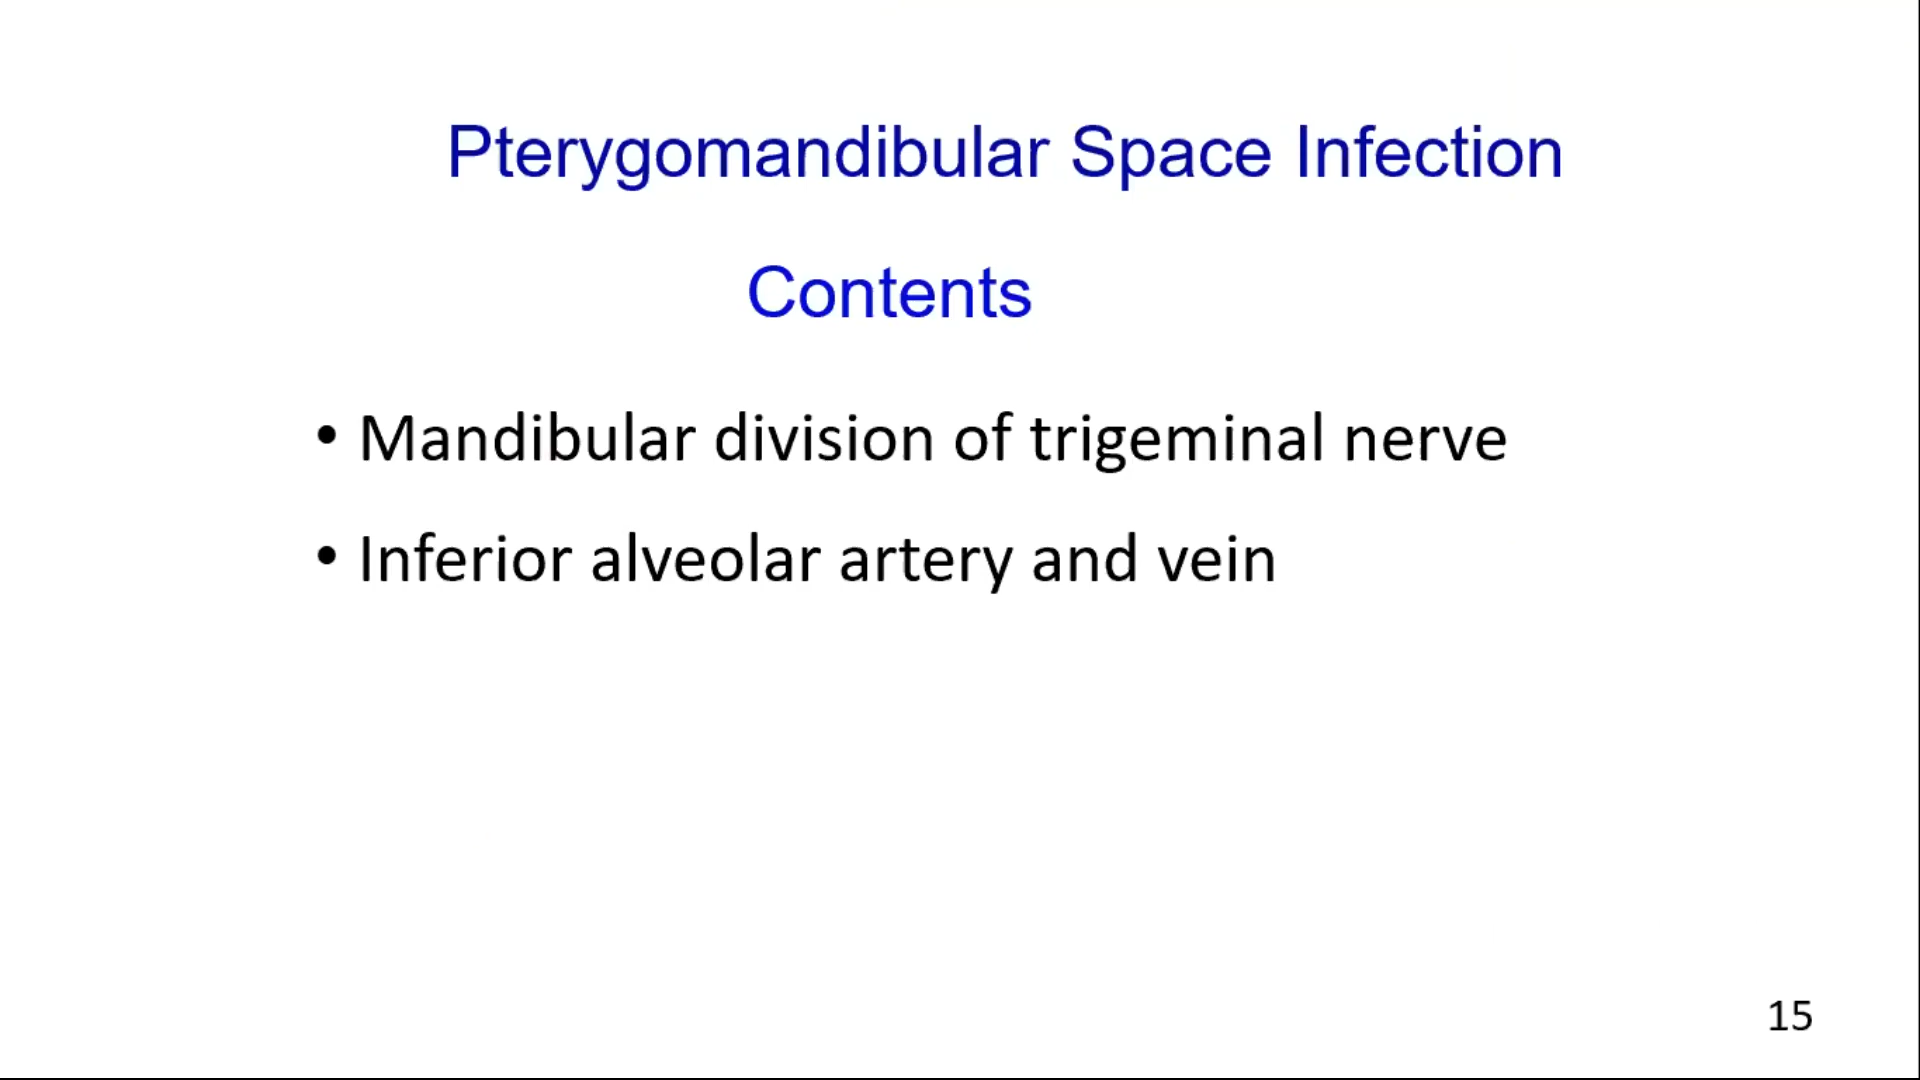 Pterygomandibular Space Infection
Contents
• Mandibular division of trigeminal nerve
• Inferior alveolar artery and vein
15